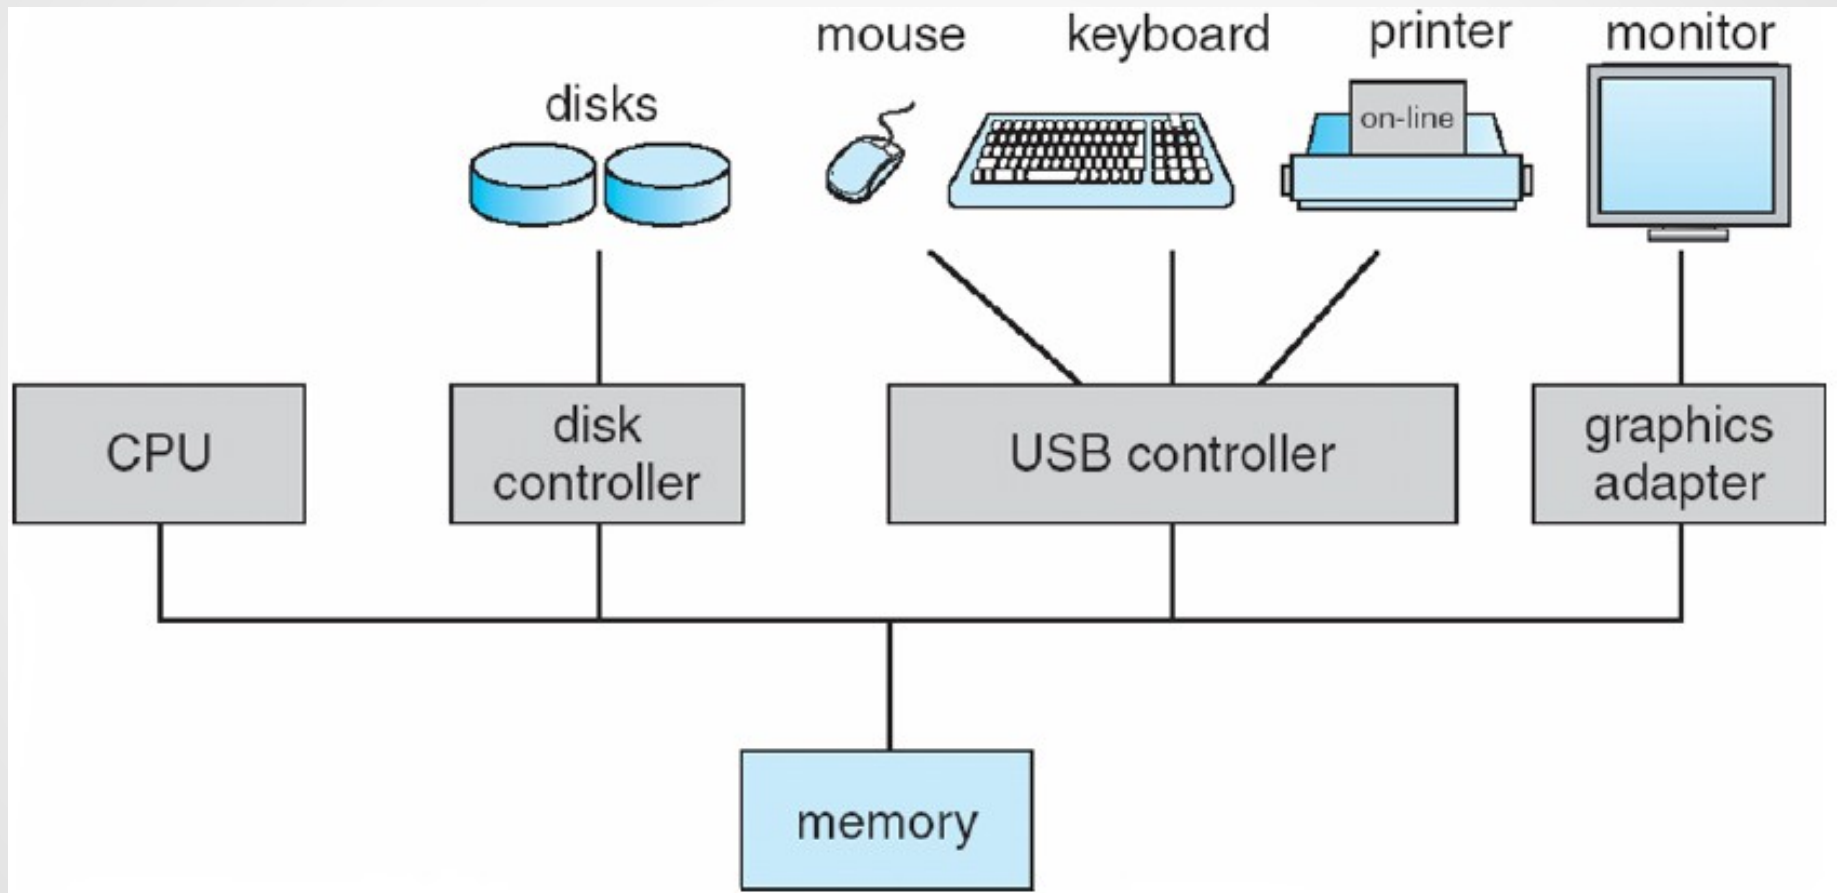 mouse
keyboard
printer
monitor
disks
on-line
CPU
disk
controller
USB controller
graphics
adapter
memory